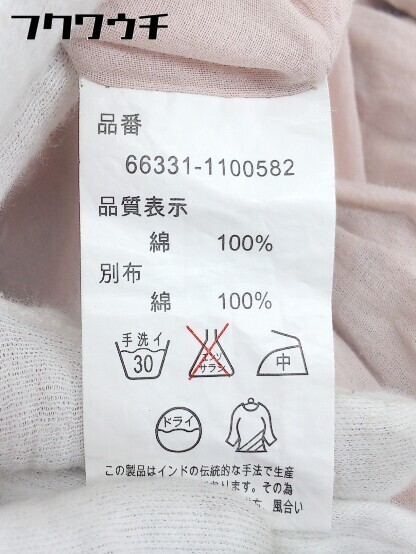 フクワウチ
品番
66331-1100582
品質表示
綿 100%
別布
綿 100%
手洗イ
30
エンソ
サラシ
中
ドライ
この製品はインドの伝統的な手法で生産
ります。その為
風合い